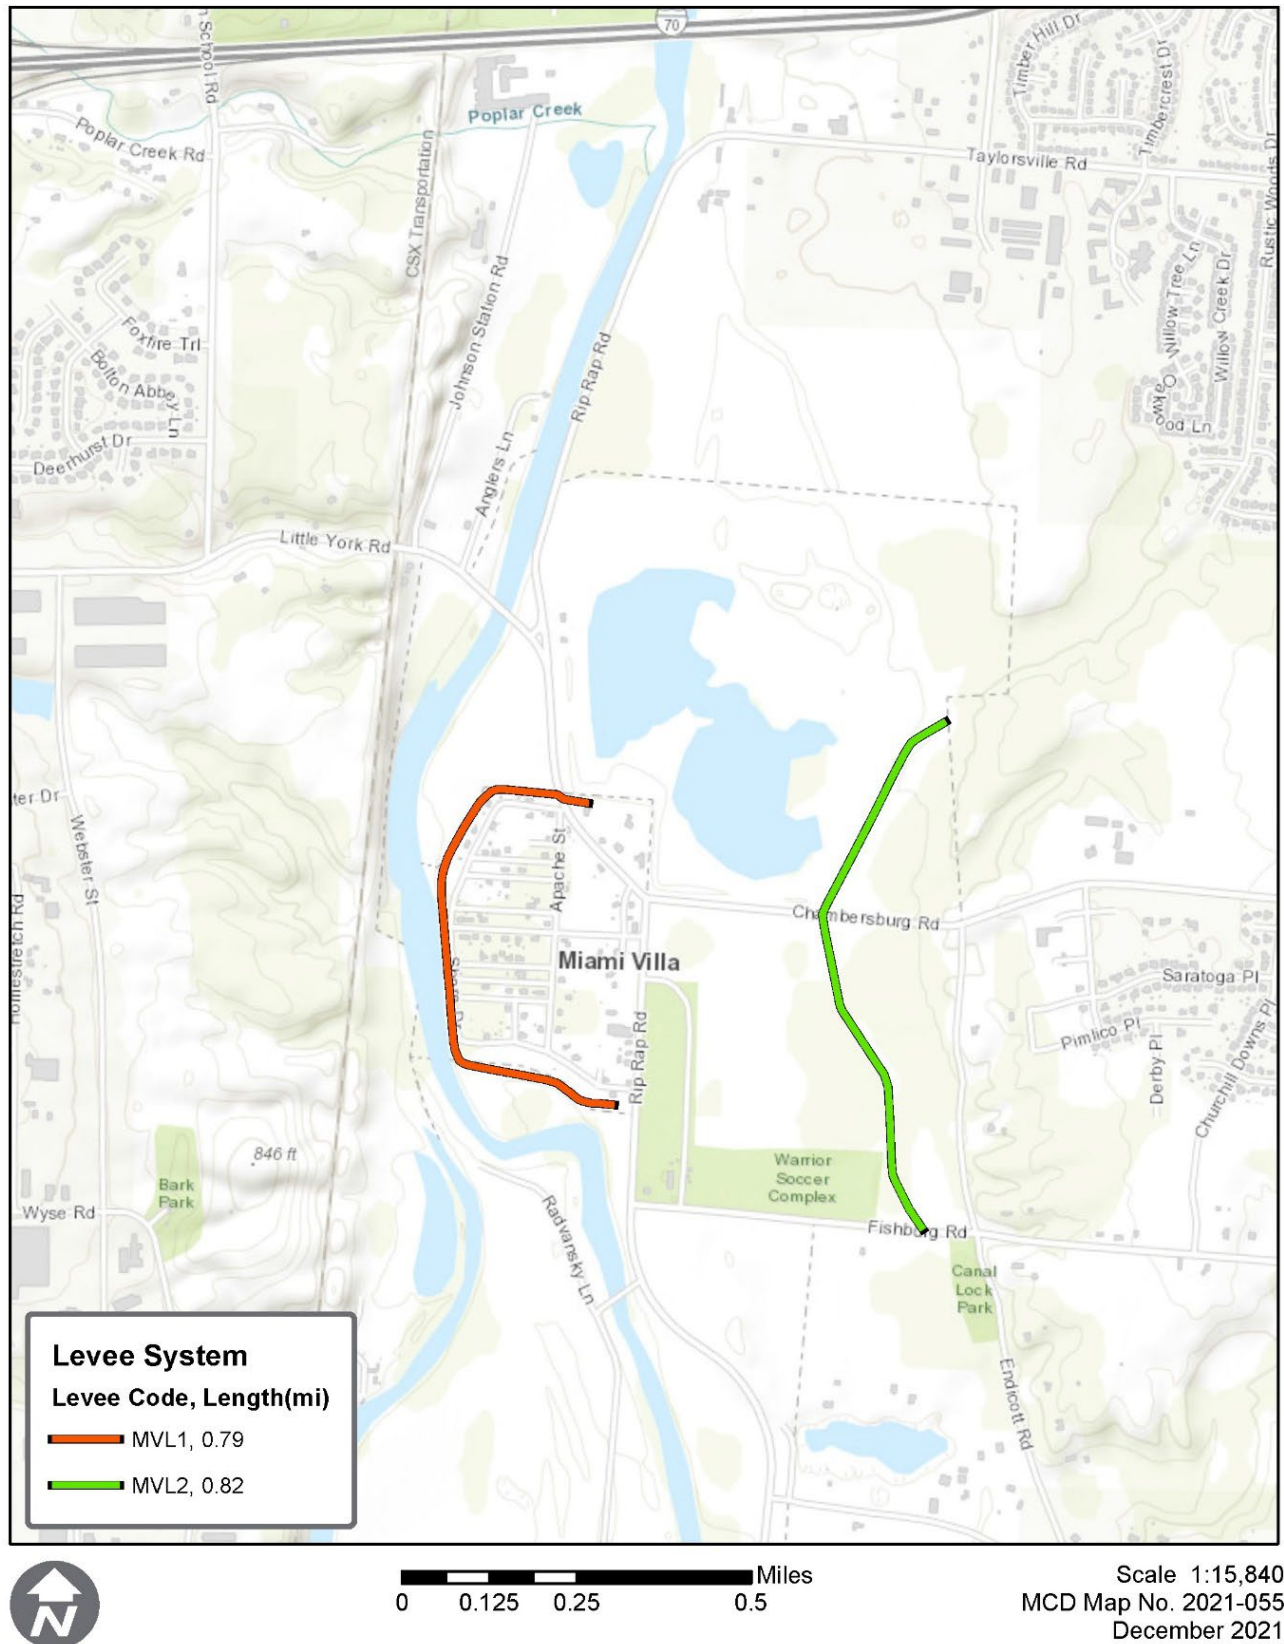 70
School Rd
Timber Hill Dr
Timbercrest Dr
Poplar Creek
Poplar Creek Rd
CSX Transportation
Taylorsville Rd
Rustic Woods Dr
Johnson Station Rd
Willow Tree Ln
Willow Creek Dr
Foxfire Trl
Bolton Abbey Ln
Rip Rap Rd
Oakwood Ln
Deerhurst Dr
Anglers Ln
Little York Rd
ter Dr
Webster St
Apache St
Homestretch Rd
Chambersburg Rd
Miami Villa
Saratoga Pl
Pimlico Pl
Rip Rap Rd
Derby Pl
Churchill Downs Pl
846 ft
Bark
Park
Warrior
Soccer
Complex
Wyse Rd
Radvansky Ln
Fishburg Rd
Canal
Lock
Park
Endicott Rd
Levee System
Levee Code, Length(mi)
MVL1, 0.79
MVL2, 0.82
N
Miles
0 0.125 0.25 0.5
Scale 1:15,840
MCD Map No. 2021-055
December 2021